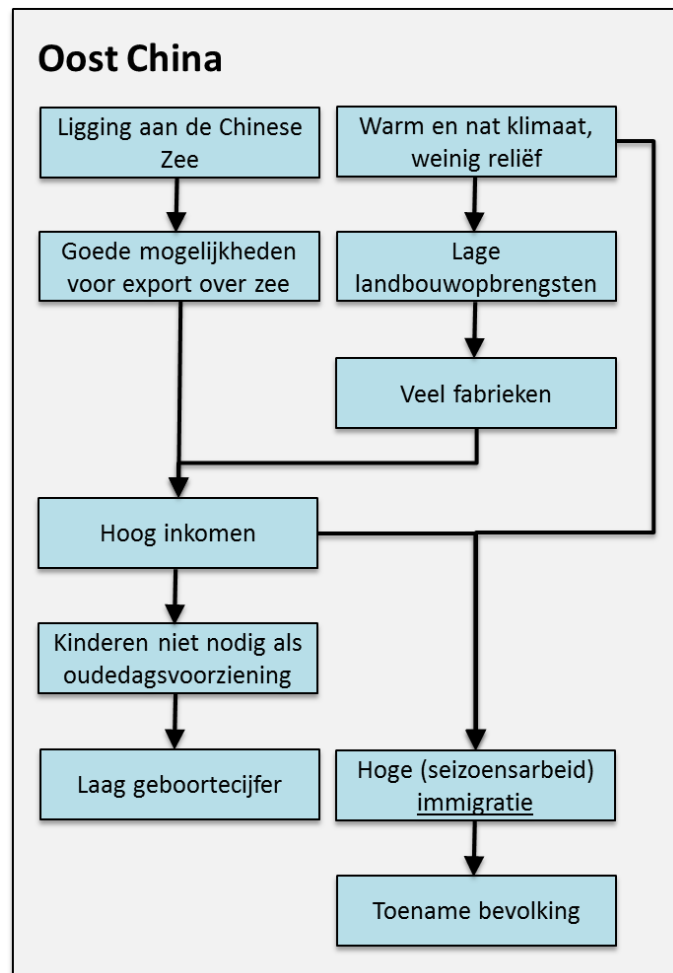 Oost China
Ligging aan de Chinese
Zee
Warm en nat klimaat,
weinig reliëf
Goede mogelijkheden
voor export over zee
Lage
landbouwopbrengsten
Veel fabrieken
Hoog inkomen
Kinderen niet nodig als
oudedagsvoorziening
Laag geboortecijfer
Hoge (seizoensarbeid)
immigratie
Toename bevolking